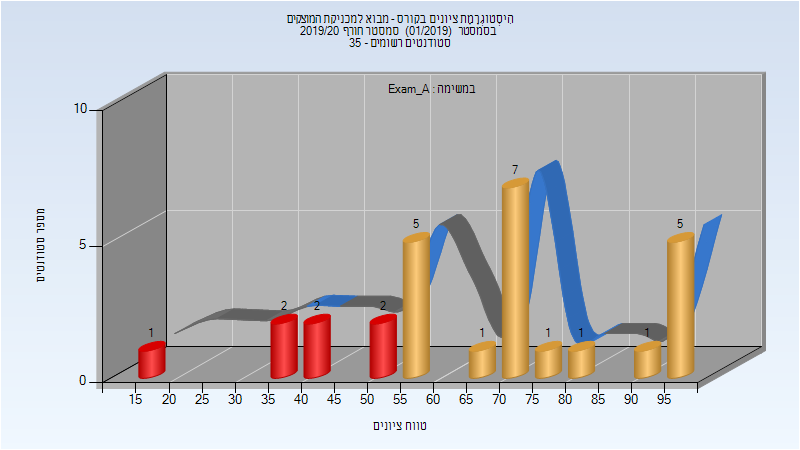 היסטוגרמת ציונים בקורס - מבוא למכניקת המוצקים
בסמסטר (01/2019) סמסטר חורף 2019/20
סטודנטים רשומים - 35
במשימה : Exam_A
מספר סטודנטים
10
5
0
1
2
2
2
5
1
7
1
1
1
5
15 20 25 30 35 40 45 50 55 60 65 70 75 80 85 90 95
טווח ציונים